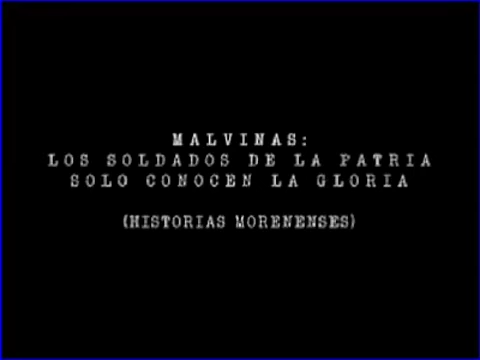 MALVINAS:
LOS SOLDADOS DE LA PATRIA
SOLO CONOCEN LA GLORIA
(HISTORIAS MORENENSES)